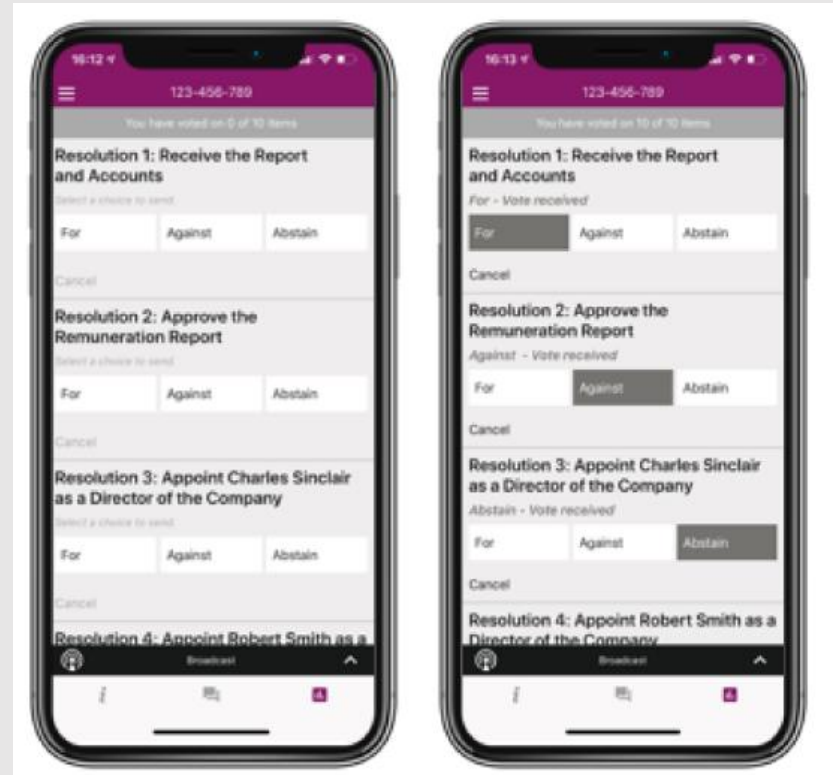 16:12
123-456-789
You have voted on 0 of 10 items
Resolution 1: Receive the Report
and Accounts
Select a choice to send
For Against Abstain
Cancel
Resolution 2: Approve the
Remuneration Report
Select a choice to send
For Against Abstain
Cancel
Resolution 3: Appoint Charles Sinclair
as a Director of the Company
Select a choice to send
For Against Abstain
Cancel
Resolution 4: Appoint Robert Smith as a
Broadcast
16:13
123-456-789
You have voted on 10 of 10 items
Resolution 1: Receive the Report
and Accounts
For - Vote received
For Against Abstain
Cancel
Resolution 2: Approve the
Remuneration Report
Against - Vote received
For Against Abstain
Cancel
Resolution 3: Appoint Charles Sinclair
as a Director of the Company
Abstain - Vote received
For Against Abstain
Cancel
Resolution 4: Appoint Robert Smith as a
Director of the Company
Broadcast